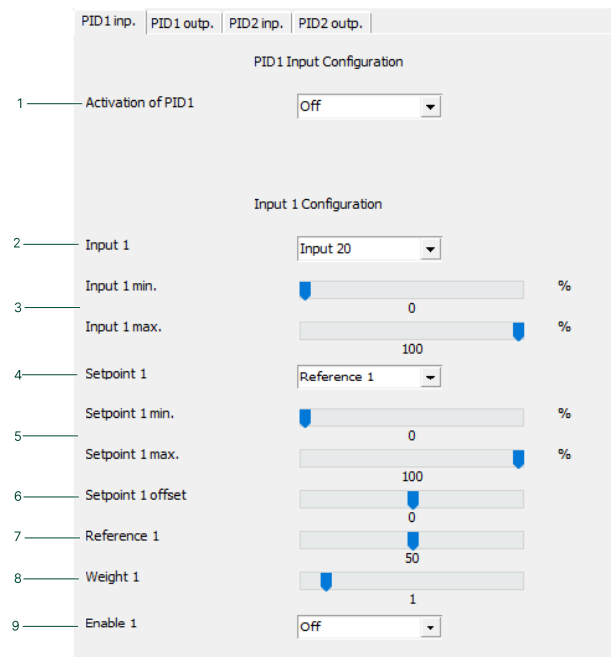 PID1 inp. PID1 outp. PID2 inp. PID2 outp.
PID1 Input Configuration
1 Activation of PID1 Off
Input 1 Configuration
2 Input 1 Input 20
Input 1 min. %
0
3
Input 1 max. %
100
4 Setpoint 1 Reference 1
Setpoint 1 min. %
0
5
Setpoint 1 max. %
100
6 Setpoint 1 offset
0
7 Reference 1
50
8 Weight 1
1
9 Enable 1 Off